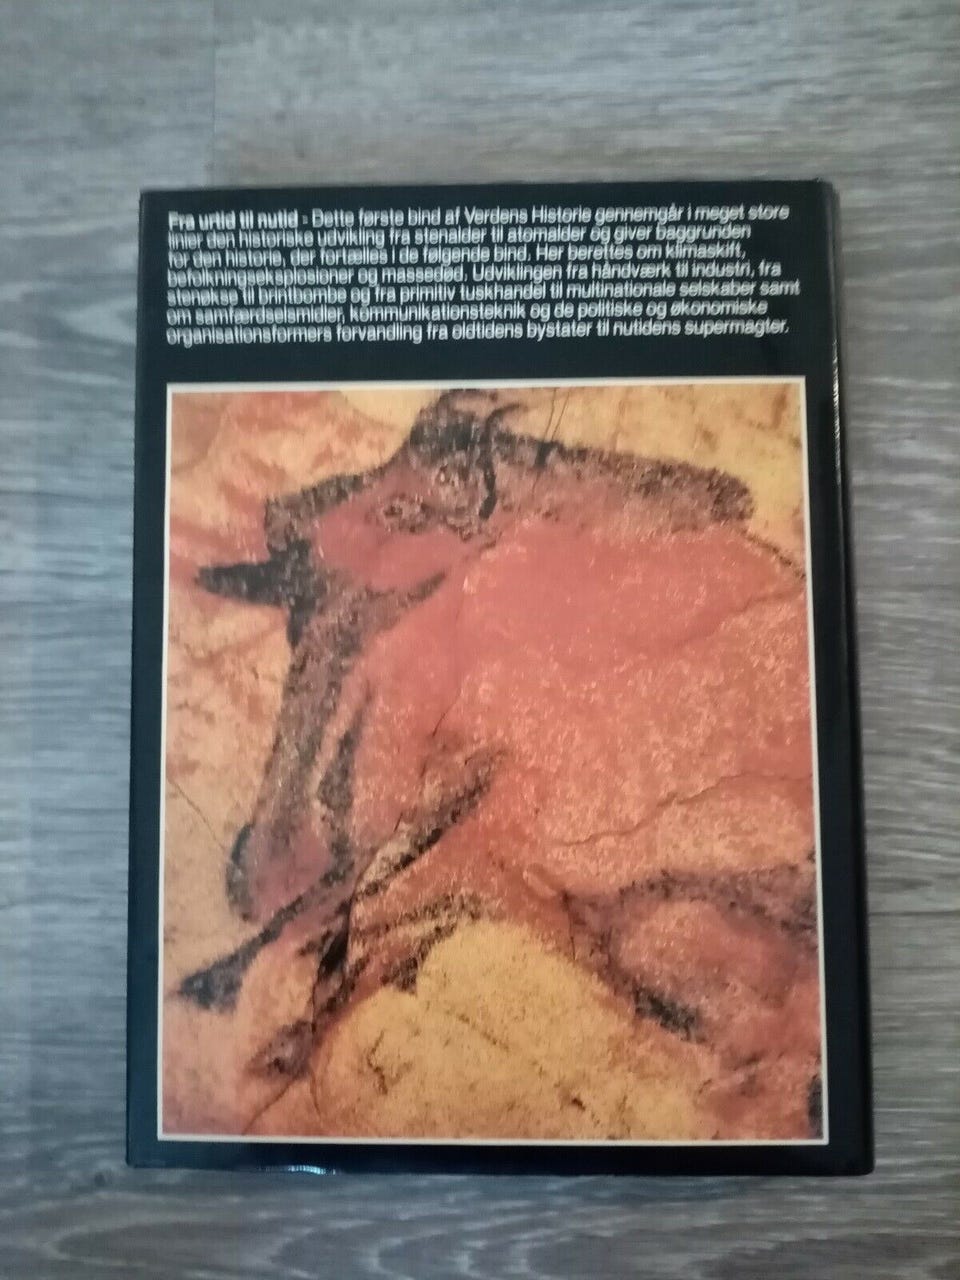 Fra urtid til nutid - Dette første bind af Verdens Historie gennemgår i meget store
linier den historiske udvikling fra stenalder til atomalder og giver baggrunden
for den historie, der fortælles i de følgende bind. Her berettes om klimaskift,
befolkningseksplosioner og massedød. Udviklingen fra håndværk til industri, fra
stenøkse til brintbombe og fra primitiv tuskhandel til multinationale selskaber samt
om samfærdselsmidler, kommunikationsteknik og de politiske og økonomiske
organisationsformers forvandling fra oldtidens bystater til nutidens supermagter.